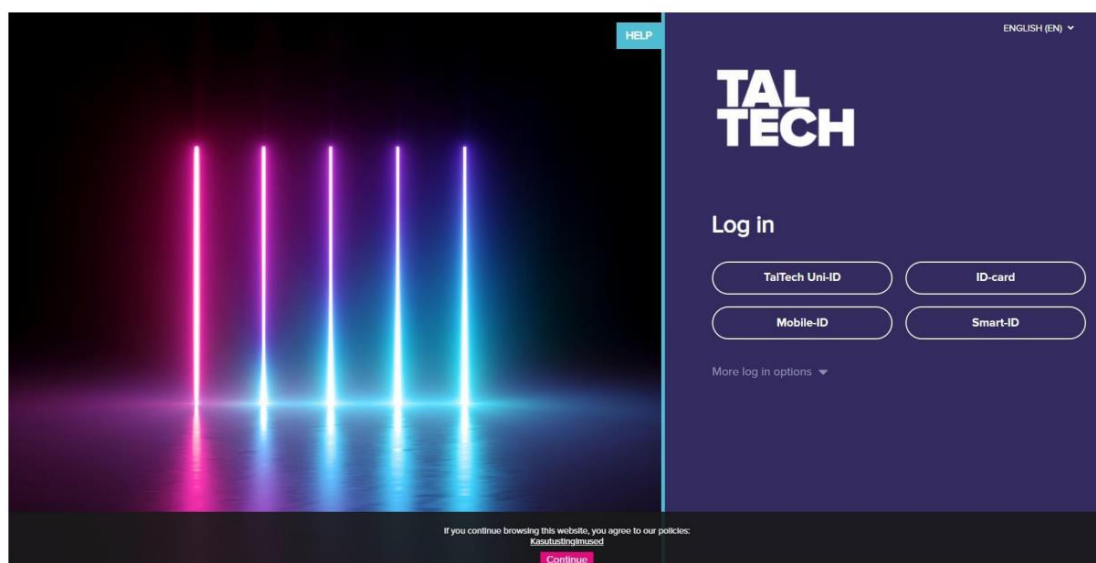 HELP
ENGLISH (EN)
TAL
TECH
Log in
TalTech Uni-ID
ID-card
Mobile-ID
Smart-ID
More log in options
If you continue browsing this website, you agree to our policies:
Kasutustingimused
Continue